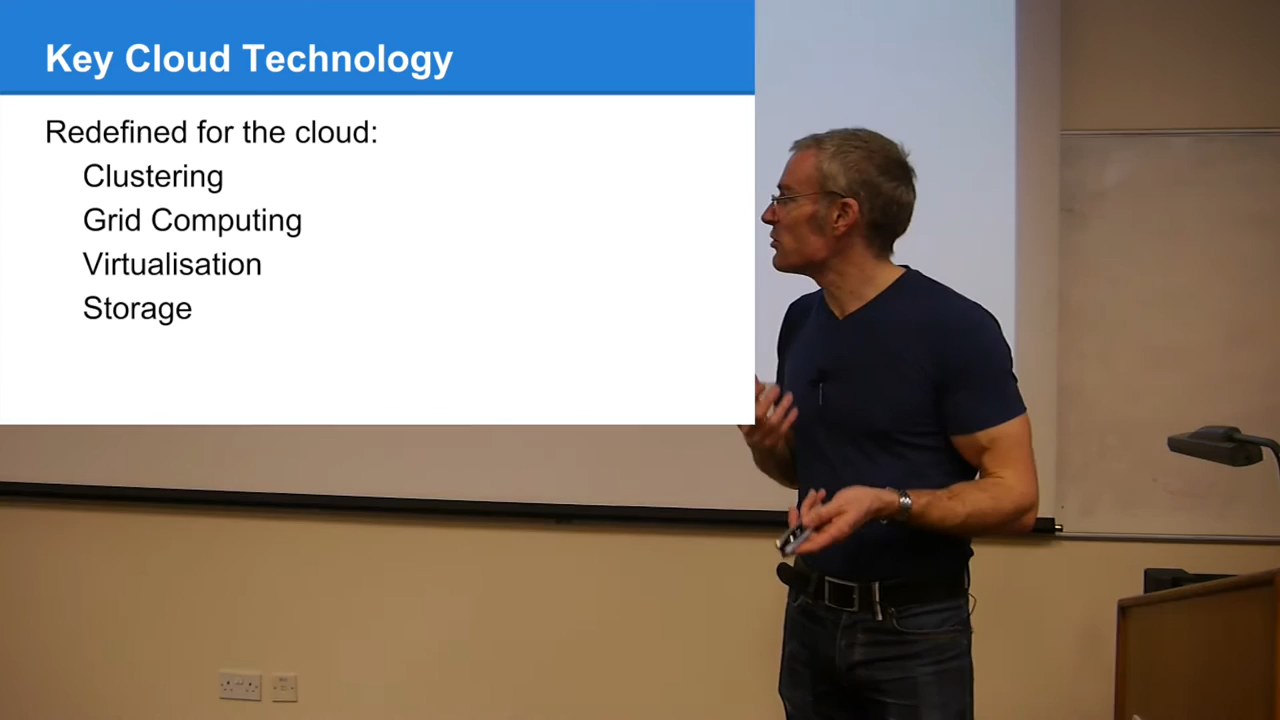 Key Cloud Technology
Redefined for the cloud:
Clustering
Grid Computing
Virtualisation
Storage